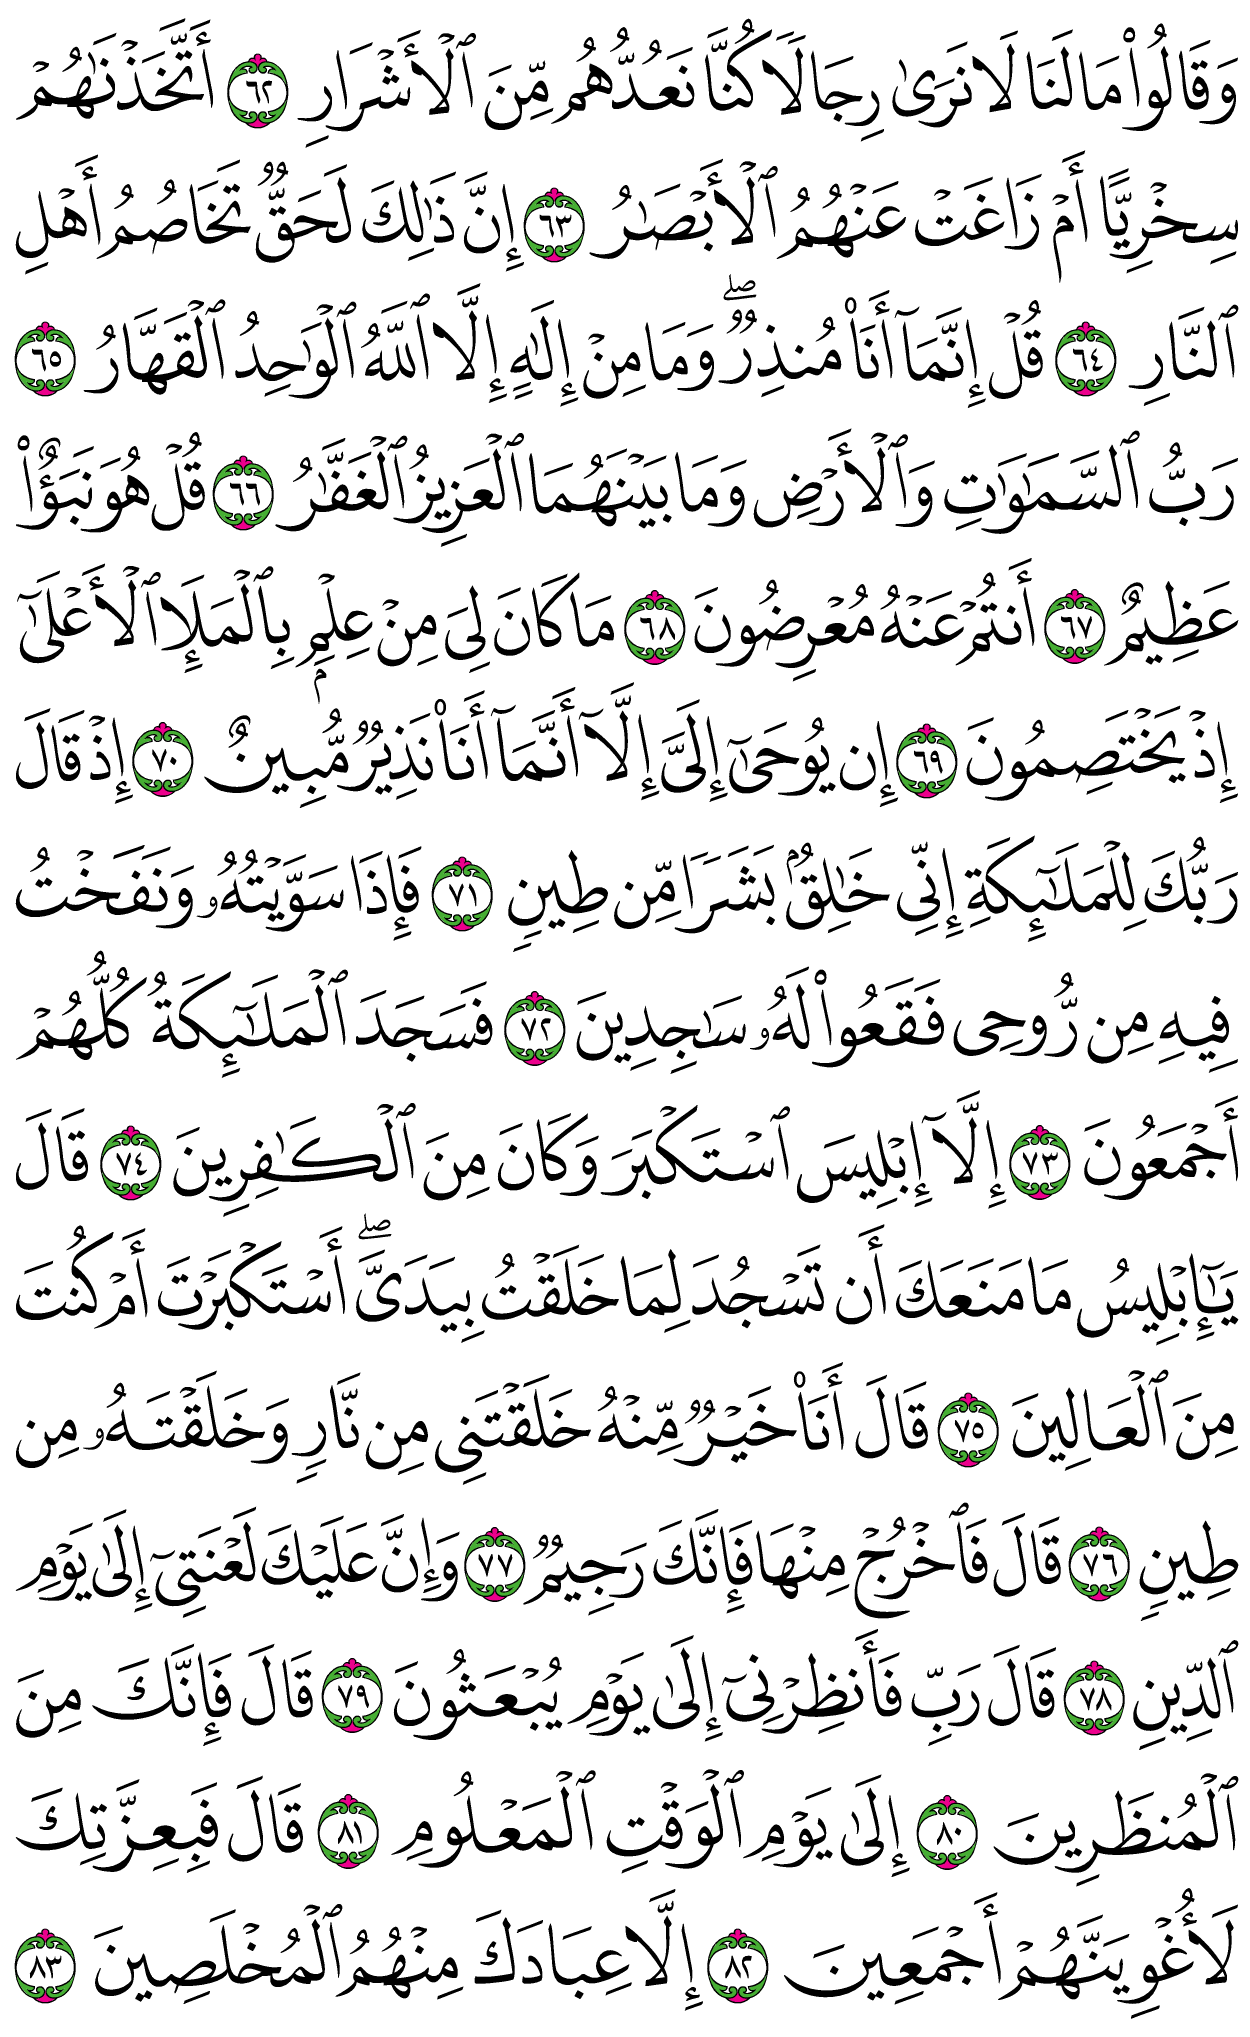 وَقَالُوا۟ مَا لَنَا لَا نَرَىٰ رِجَالًا كُنَّا نَعُدُّهُم مِّنَ ٱلْأَشْرَارِ ٦٢ أَتَّخَذْنَٰهُمْ
سِخْرِيًّا أَمْ زَاغَتْ عَنْهُمُ ٱلْأَبْصَٰرُ ٦٣ إِنَّ ذَٰلِكَ لَحَقٌّ تَخَاصُمُ أَهْلِ
ٱلنَّارِ ٦٤ قُلْ إِنَّمَآ أَنَا۠ مُنذِرٌ ۖ وَمَا مِنْ إِلَٰهٍ إِلَّا ٱللَّهُ ٱلْوَٰحِدُ ٱلْقَهَّارُ ٦٥
رَبُّ ٱلسَّمَٰوَٰتِ وَٱلْأَرْضِ وَمَا بَيْنَهُمَا ٱلْعَزِيزُ ٱلْغَفَّٰرُ ٦٦ قُلْ هُوَ نَبَؤٌا۟
عَظِيمٌ ٦٧ أَنتُمْ عَنْهُ مُعْرِضُونَ ٦٨ مَا كَانَ لِىَ مِنْ عِلْمٍۭ بِٱلْمَلَإِ ٱلْأَعْلَىٰٓ
إِذْ يَخْتَصِمُونَ ٦٩ إِن يُوحَىٰٓ إِلَىَّ إِلَّآ أَنَّمَآ أَنَا۠ نَذِيرٌ مُّبِينٌ ٧٠ إِذْ قَالَ
رَبُّكَ لِلْمَلَٰٓئِكَةِ إِنِّى خَٰلِقٌۢ بَشَرًا مِّن طِينٍ ٧١ فَإِذَا سَوَّيْتُهُۥ وَنَفَخْتُ
فِيهِ مِن رُّوحِى فَقَعُوا۟ لَهُۥ سَٰجِدِينَ ٧٢ فَسَجَدَ ٱلْمَلَٰٓئِكَةُ كُلُّهُمْ
أَجْمَعُونَ ٧٣ إِلَّآ إِبْلِيسَ ٱسْتَكْبَرَ وَكَانَ مِنَ ٱلْكَٰفِرِينَ ٧٤ قَالَ
يَٰٓإِبْلِيسُ مَا مَنَعَكَ أَن تَسْجُدَ لِمَا خَلَقْتُ بِيَدَىَّ ۖ أَسْتَكْبَرْتَ أَمْ كُنتَ
مِنَ ٱلْعَالِينَ ٧٥ قَالَ أَنَا۠ خَيْرٌ مِّنْهُ خَلَقْتَنِى مِن نَّارٍ وَخَلَقْتَهُۥ مِن
طِينٍ ٧٦ قَالَ فَٱخْرُجْ مِنْهَا فَإِنَّكَ رَجِيمٌ ٧٧ وَإِنَّ عَلَيْكَ لَعْنَتِىٓ إِلَىٰ يَوْمِ
ٱلدِّينِ ٧٨ قَالَ رَبِّ فَأَنظِرْنِىٓ إِلَىٰ يَوْمِ يُبْعَثُونَ ٧٩ قَالَ فَإِنَّكَ مِنَ
ٱلْمُنظَرِينَ ٨٠ إِلَىٰ يَوْمِ ٱلْوَقْتِ ٱلْمَعْلُومِ ٨١ قَالَ فَبِعِزَّتِكَ
لَأُغْوِيَنَّهُمْ أَجْمَعِينَ ٨٢ إِلَّا عِبَادَكَ مِنْهُمُ ٱلْمُخْلَصِينَ ٨٣